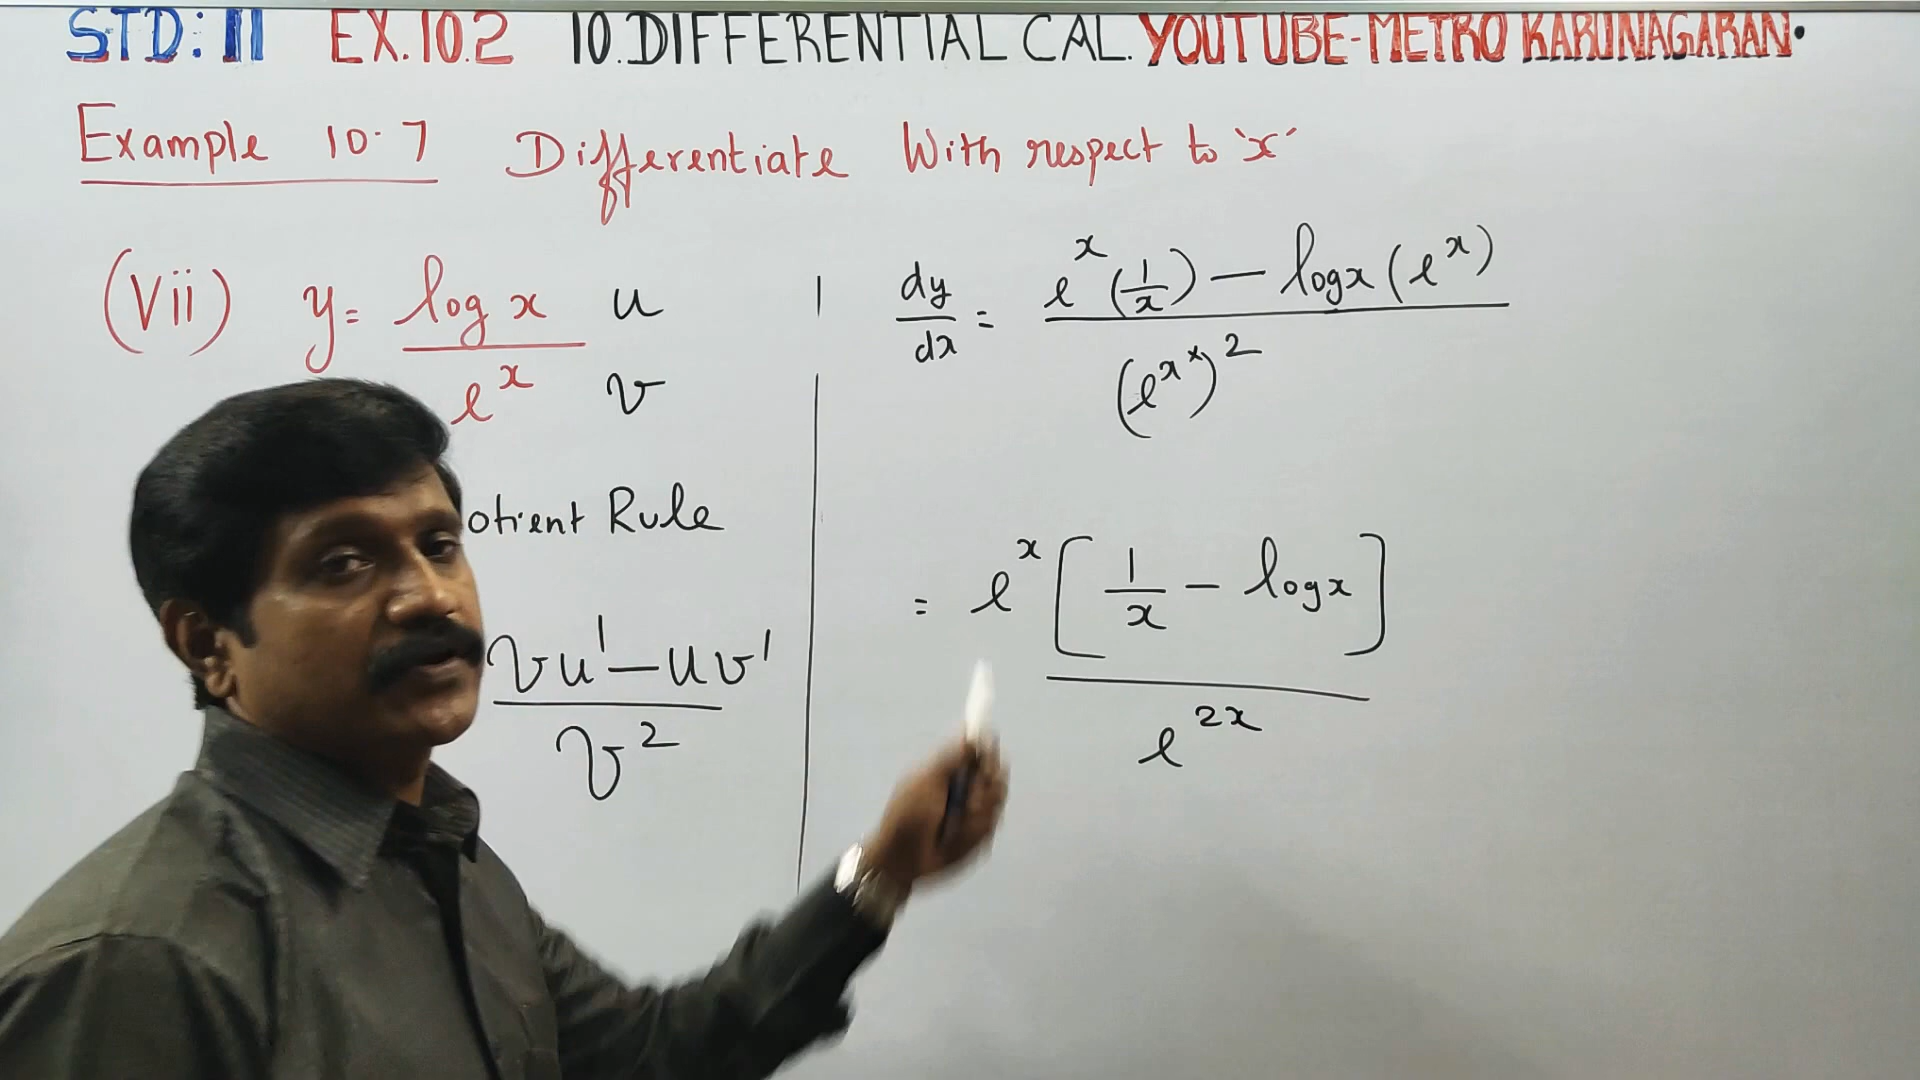 STD: 11 EX.10.2 10.DIFFERENTIAL CAL. YOUTUBE-METRO KARUNAGARAN.
Example 10.7 Differentiate With respect to 'x'
(vii) y = log x / e^x
u
v
otient Rule
vu' - uv' / v^2
dy/dx = e^x (1/x) - log x (e^x) / (e^x)^2
= e^x [1/x - log x] / e^2x